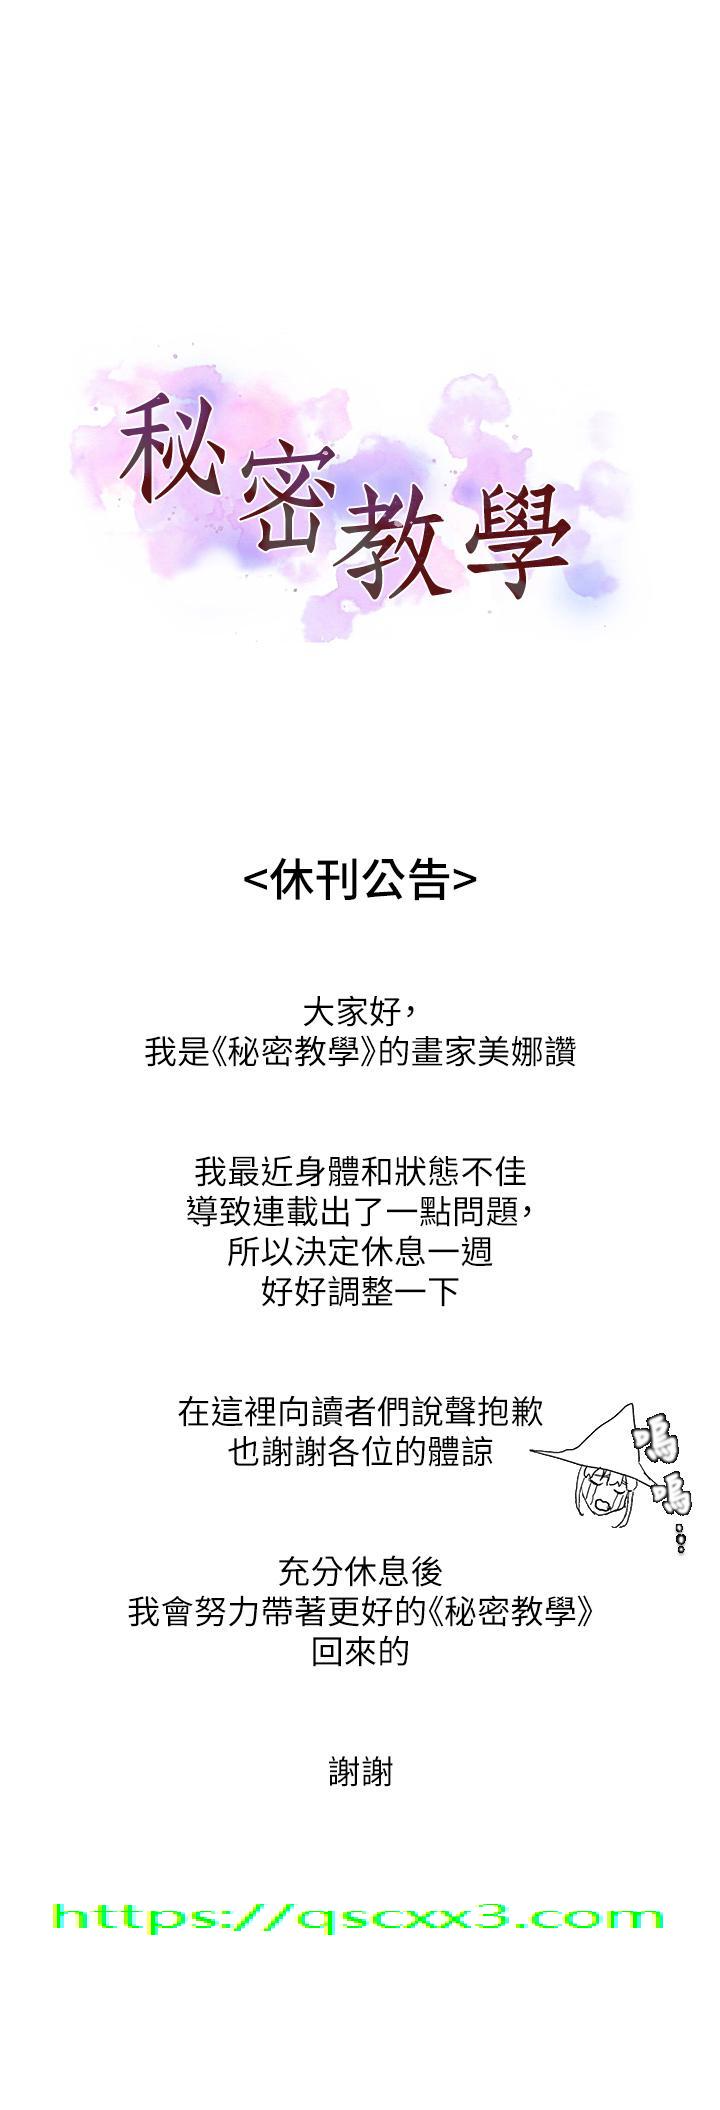 秘密教學
<休刊公告>
大家好，
我是《秘密教學》的畫家美娜讚
我最近身體和狀態不佳
導致連載出了一點問題，
所以決定休息一週
好好調整一下
在這裡向讀者們說聲抱歉
也謝謝各位的體諒
嗚嗚…
充分休息後
我會努力帶著更好的《秘密教學》
回來的
謝謝
https://qscxx3.com